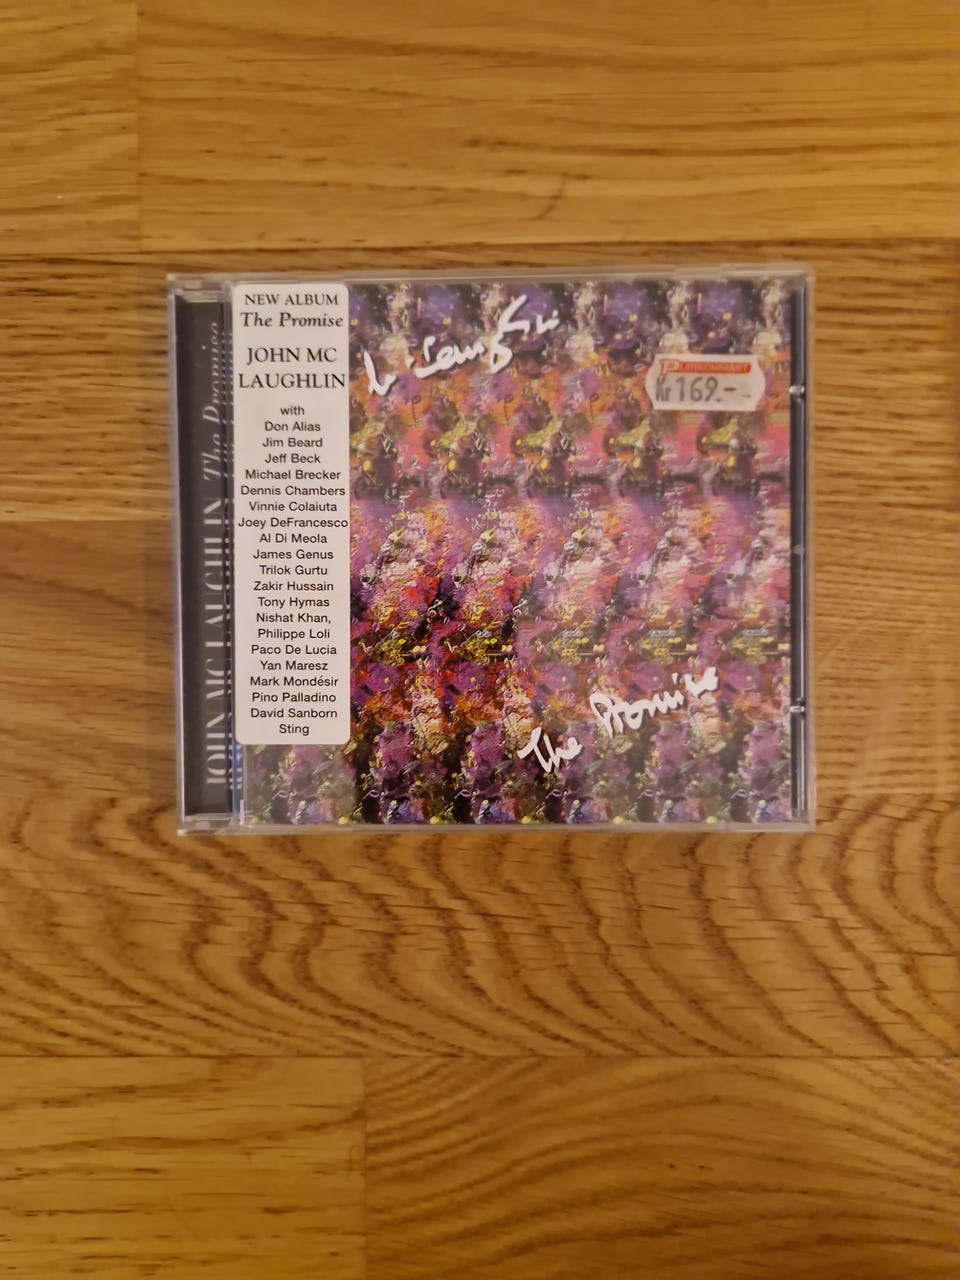 NEW ALBUM
The Promise
JOHN MC
LAUGHLIN
with
Don Alias
Jim Beard
Jeff Beck
Michael Brecker
Dennis Chambers
Vinnie Colaiuta
Joey DeFrancesco
Al Di Meola
James Genus
Trilok Gurtu
Zakir Hussain
Tony Hymas
Nishat Khan,
Philippe Loli
Paco De Lucia
Yan Maresz
Mark Mondésir
Pino Palladino
David Sanborn
Sting
JOHN MC LAUGHLIN The Promise
PLATEKOMPANIET
Kr 169.-
The Promise